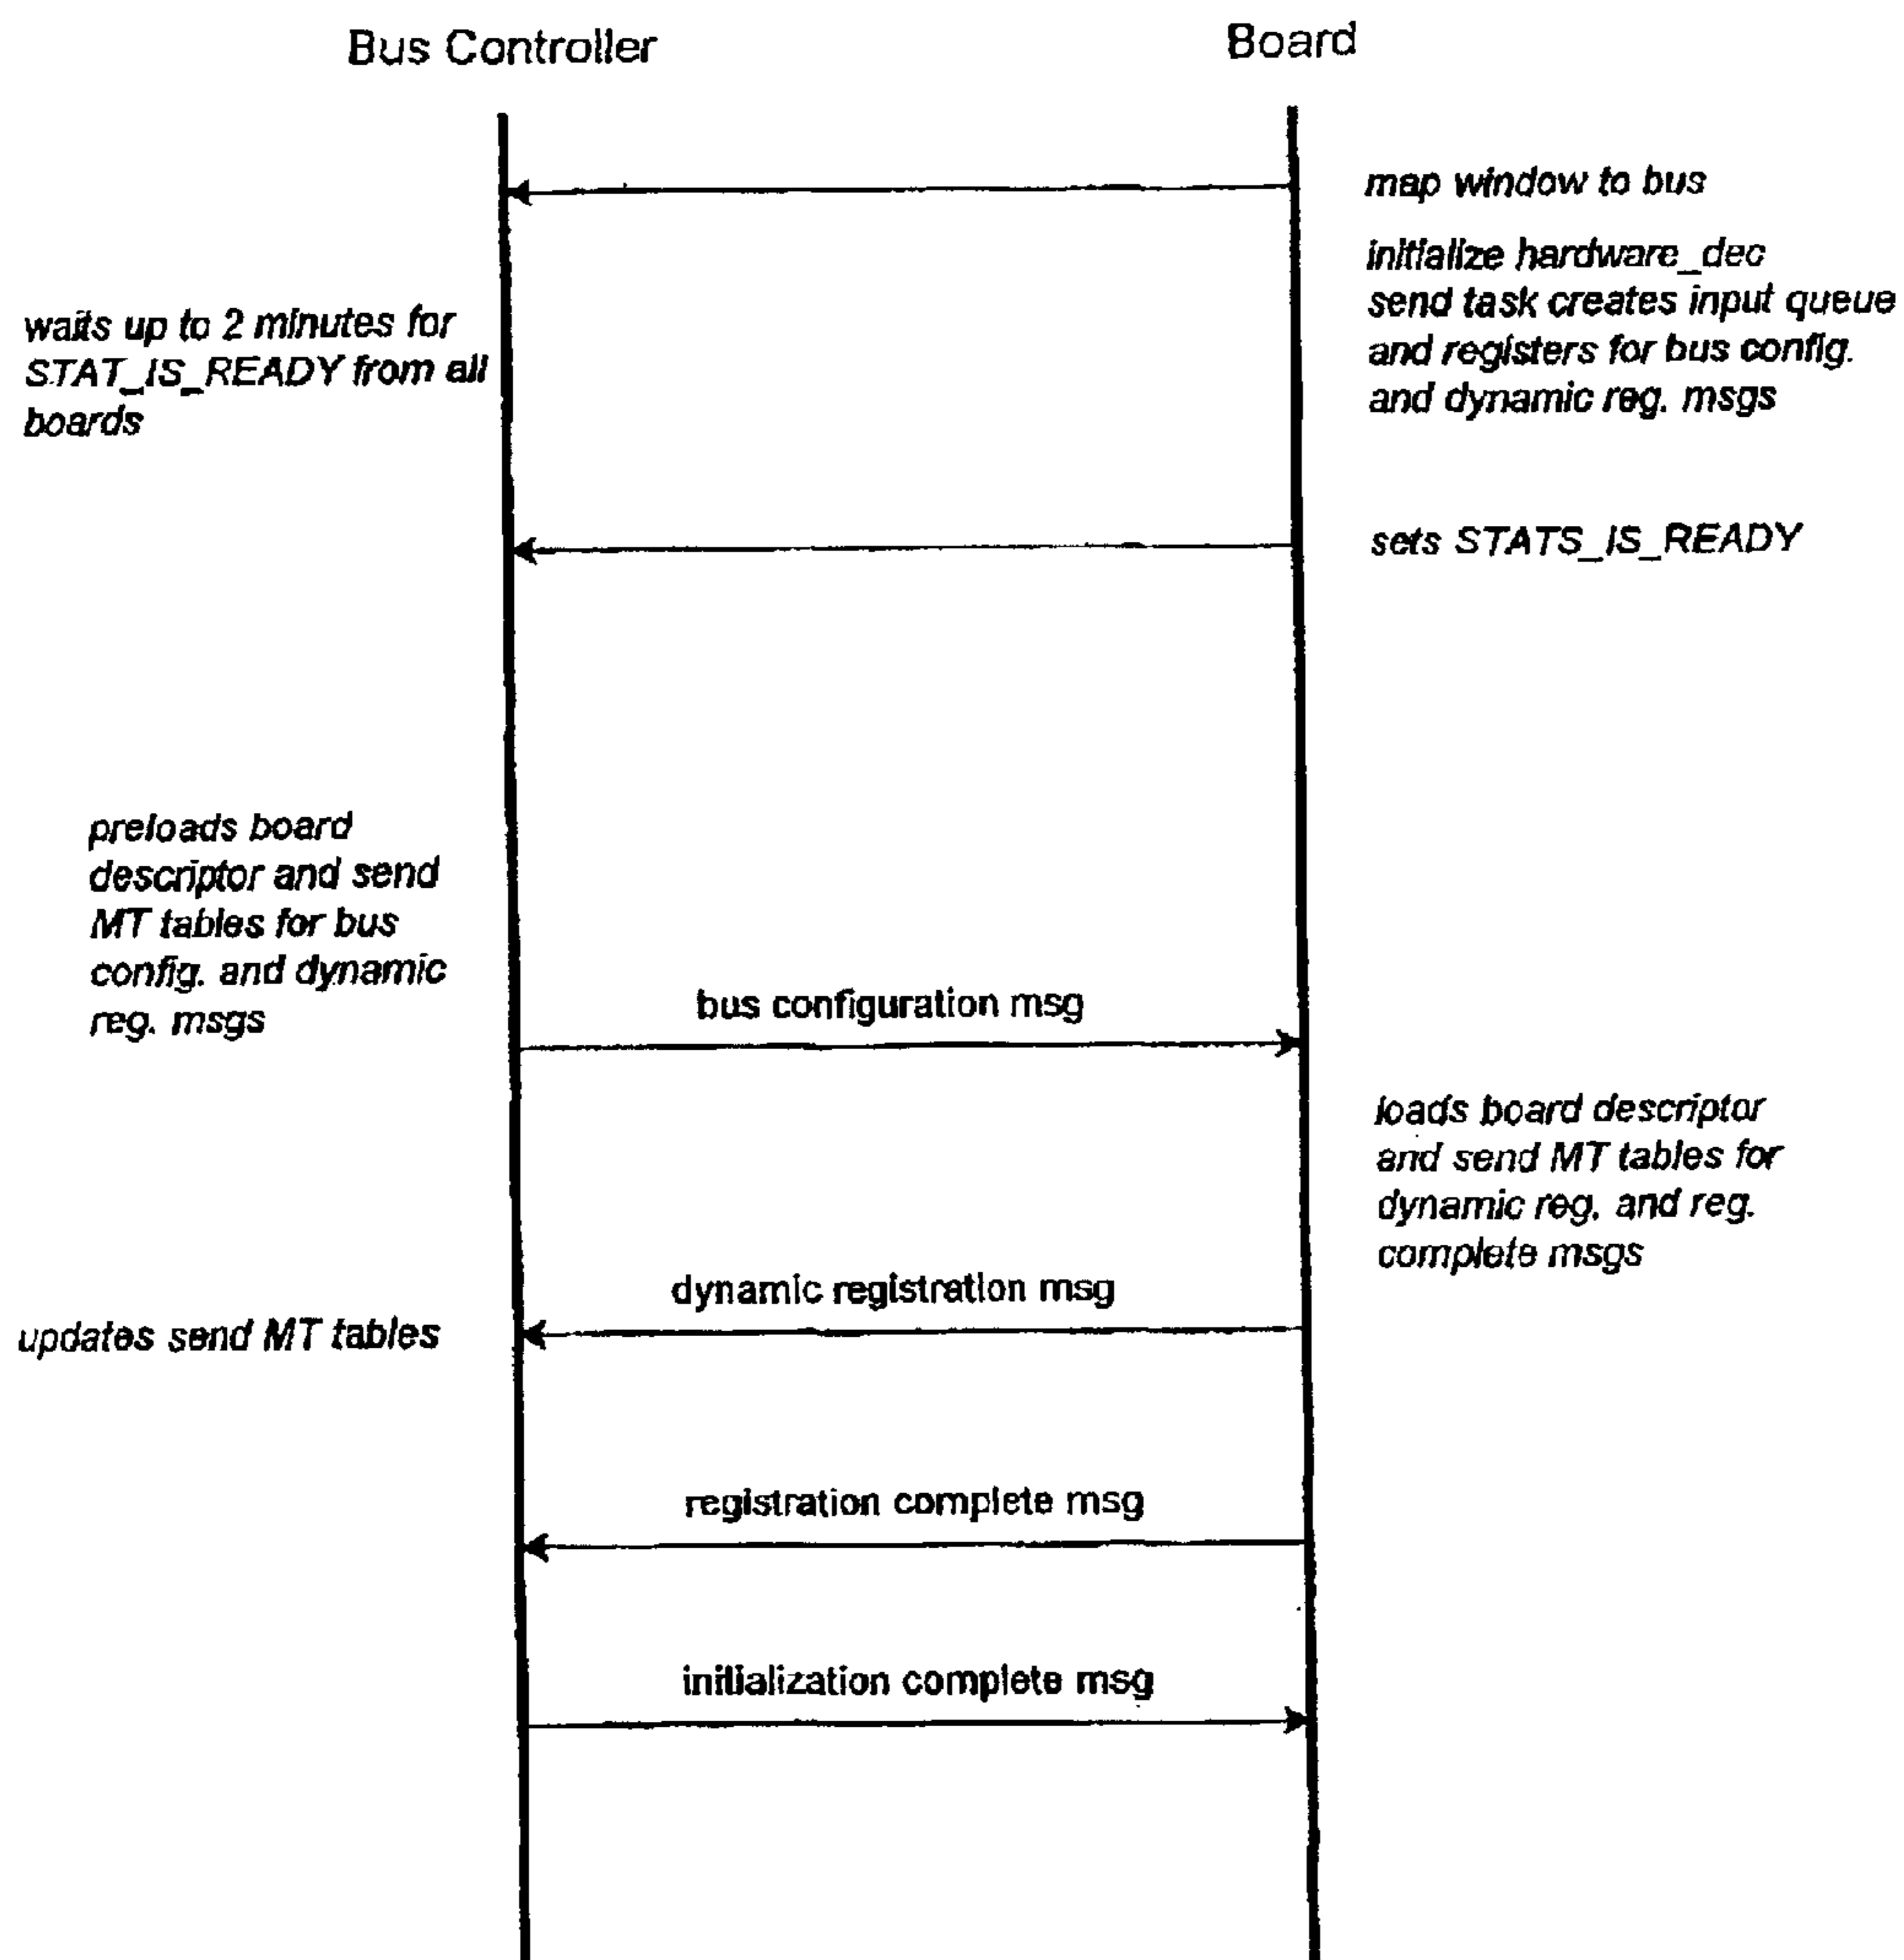 Bus Controller
Board
map window to bus
initialize hardware_dec
send task creates input queue
and registers for bus config.
and dynamic reg. msgs
waits up to 2 minutes for
STAT_IS_READY from all
boards
sets STATS_IS_READY
preloads board
descriptor and send
MT tables for bus
config. and dynamic
reg. msgs
bus configuration msg
loads board descriptor
and send MT tables for
dynamic reg. and reg.
complete msgs
dynamic registration msg
updates send MT tables
registration complete msg
initialization complete msg